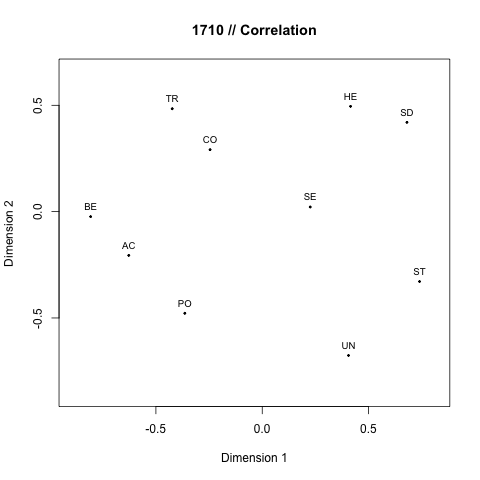 1710 // Correlation
TR
HE
SD
CO
BE
SE
AC
ST
PO
UN
Dimension 2
0.5
0.0
-0.5
-0.5
0.0
0.5
Dimension 1